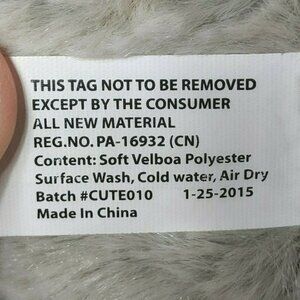 THIS TAG NOT TO BE REMOVED
EXCEPT BY THE CONSUMER
ALL NEW MATERIAL
REG.NO. PA-16932 (CN)
Content: Soft Velboa Polyester
Surface Wash, Cold water, Air Dry
Batch #CUTE010 1-25-2015
Made In China